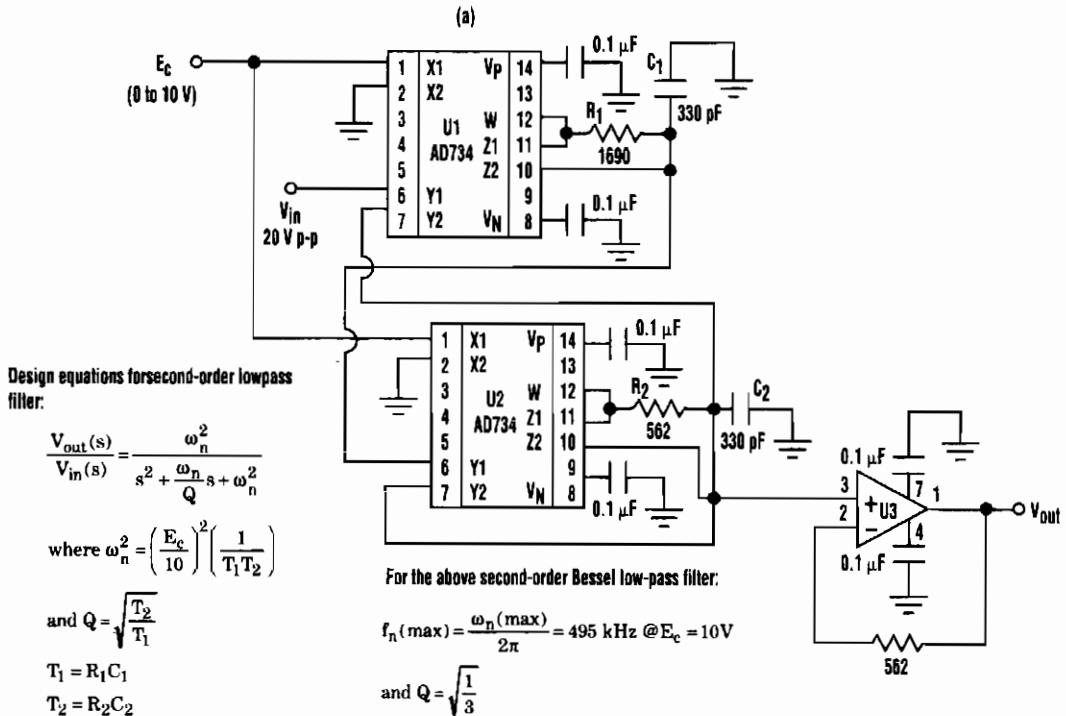 (a)
E_c
(0 to 10 V)
V_in
20 V p-p
1 X1 V_P 14
2 X2 13
3 W 12
4 U1 Z1 11
5 AD734 Z2 10
6 Y1 9
7 Y2 V_N 8
0.1 μF
C_1
330 pF
R_1
1690
0.1 μF
1 X1 V_P 14
2 X2 13
3 W 12
4 U2 Z1 11
5 AD734 Z2 10
6 Y1 9
7 Y2 V_N 8
0.1 μF
R_2
562
C_2
330 pF
0.1 μF
0.1 μF
3 + 7 1
2 − U3
4
0.1 μF
V_out
562
Design equations forsecond-order lowpass
filter:
V_out(s)/V_in(s) = ω_n^2/(s^2 + (ω_n/Q)s + ω_n^2)
where ω_n^2 = (E_c/10)^2 (1/(T_1T_2))
and Q = √(T_2/T_1)
T_1 = R_1C_1
T_2 = R_2C_2
For the above second-order Bessel low-pass filter:
f_n(max) = ω_n(max)/2π = 495 kHz @E_c = 10V
and Q = √(1/3)